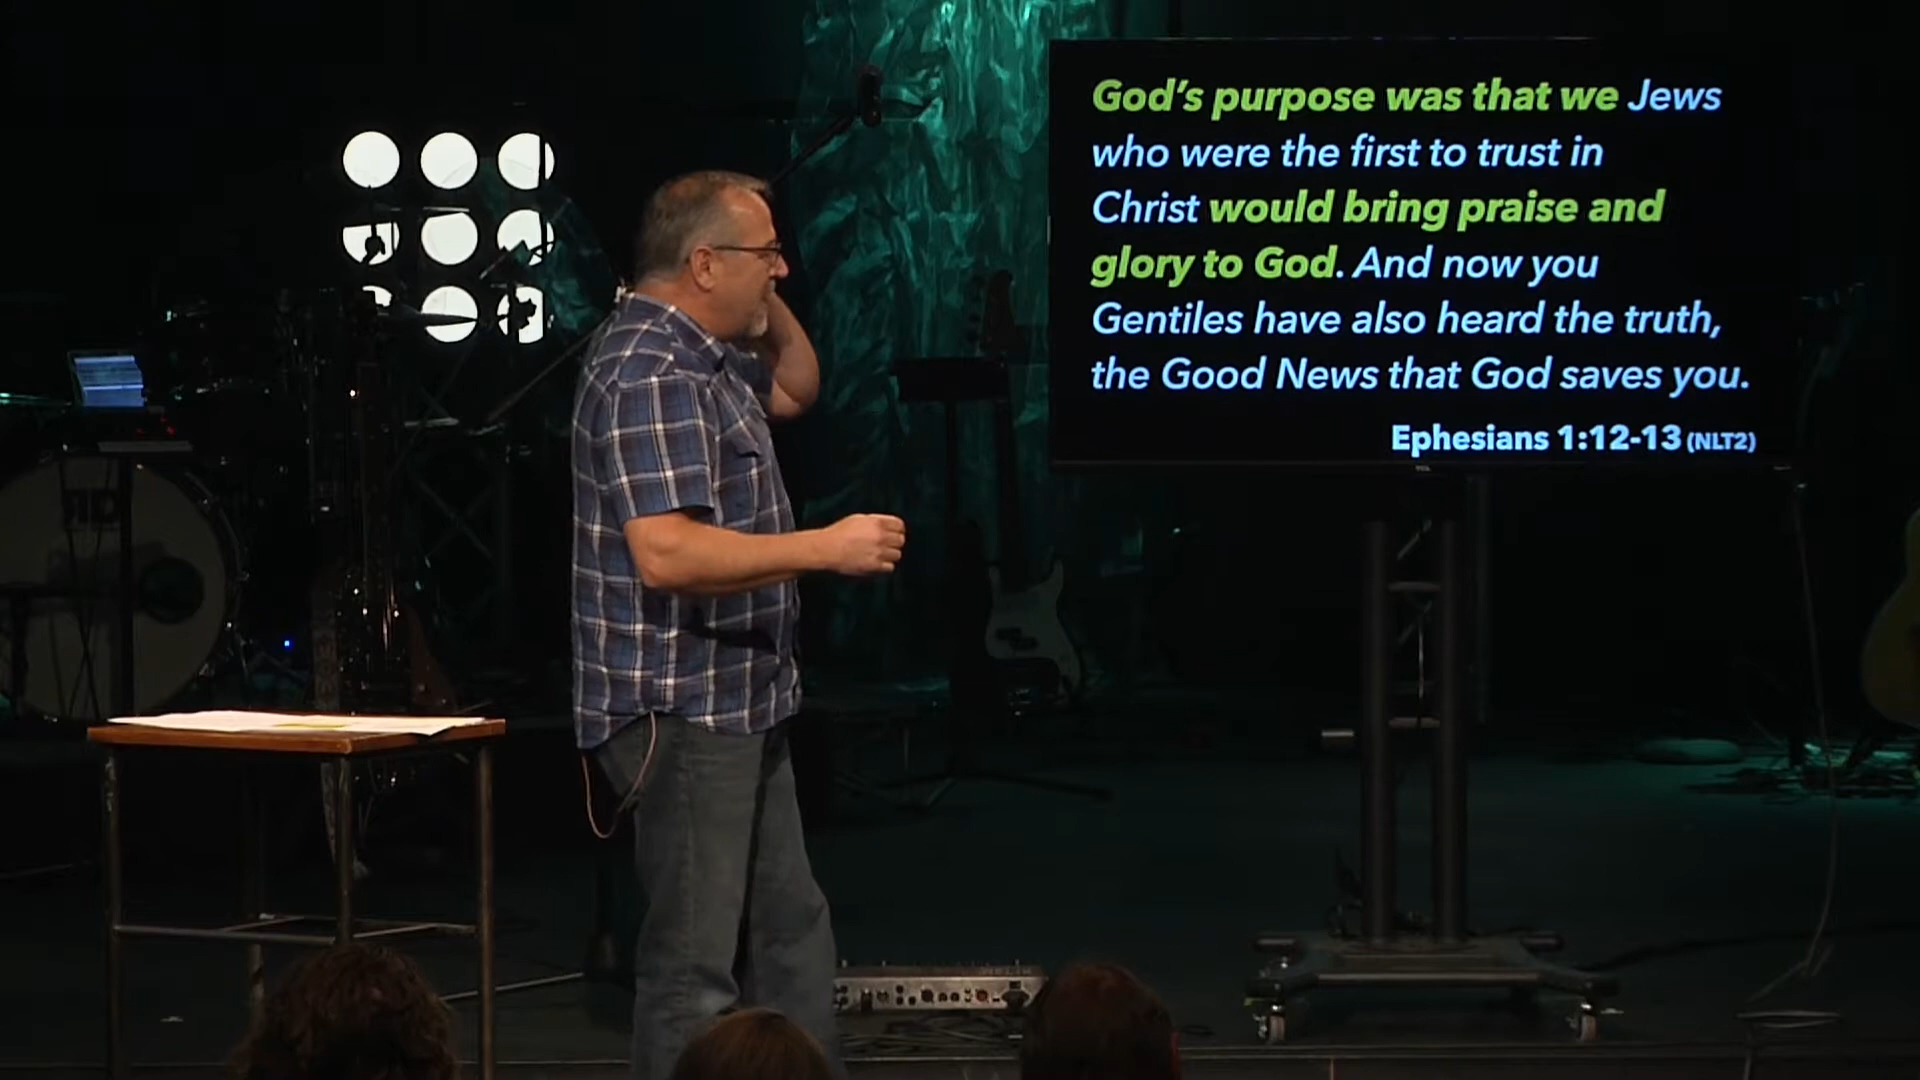 God's purpose was that we Jews
who were the first to trust in
Christ would bring praise and
glory to God. And now you
Gentiles have also heard the truth,
the Good News that God saves you.
Ephesians 1:12-13 (NLT2)